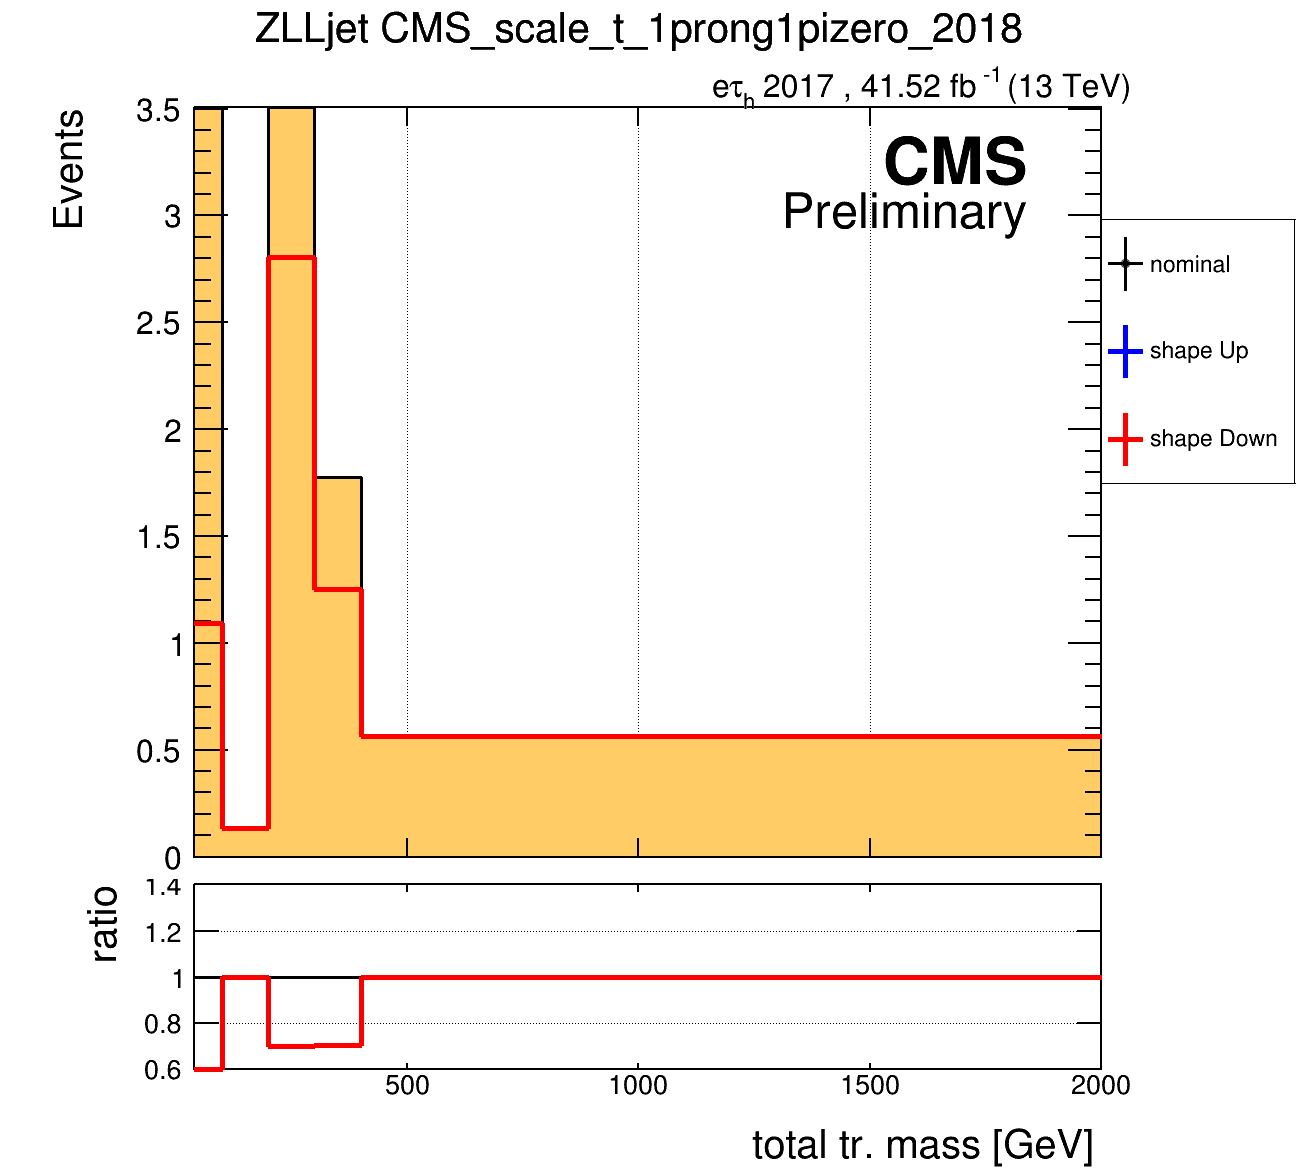 ZLLjet CMS_scale_t_1prong1pizero_2018
eτh 2017 , 41.52 fb -1 (13 TeV)
Events
3.5
3
2.5
2
1.5
1
0.5
0
CMS
Preliminary
nominal
shape Up
shape Down
ratio
1.4
1.2
1
0.8
0.6
500 1000 1500 2000
total tr. mass [GeV]